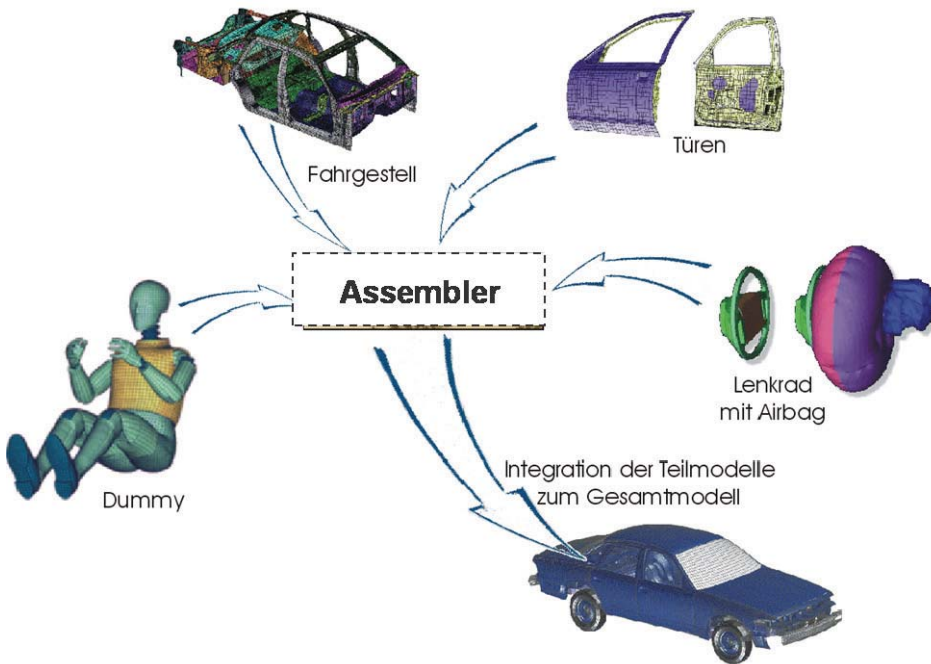 Fahrgestell
Türen
Assembler
Lenkrad
mit Airbag
Dummy
Integration der Teilmodelle
zum Gesamtmodell